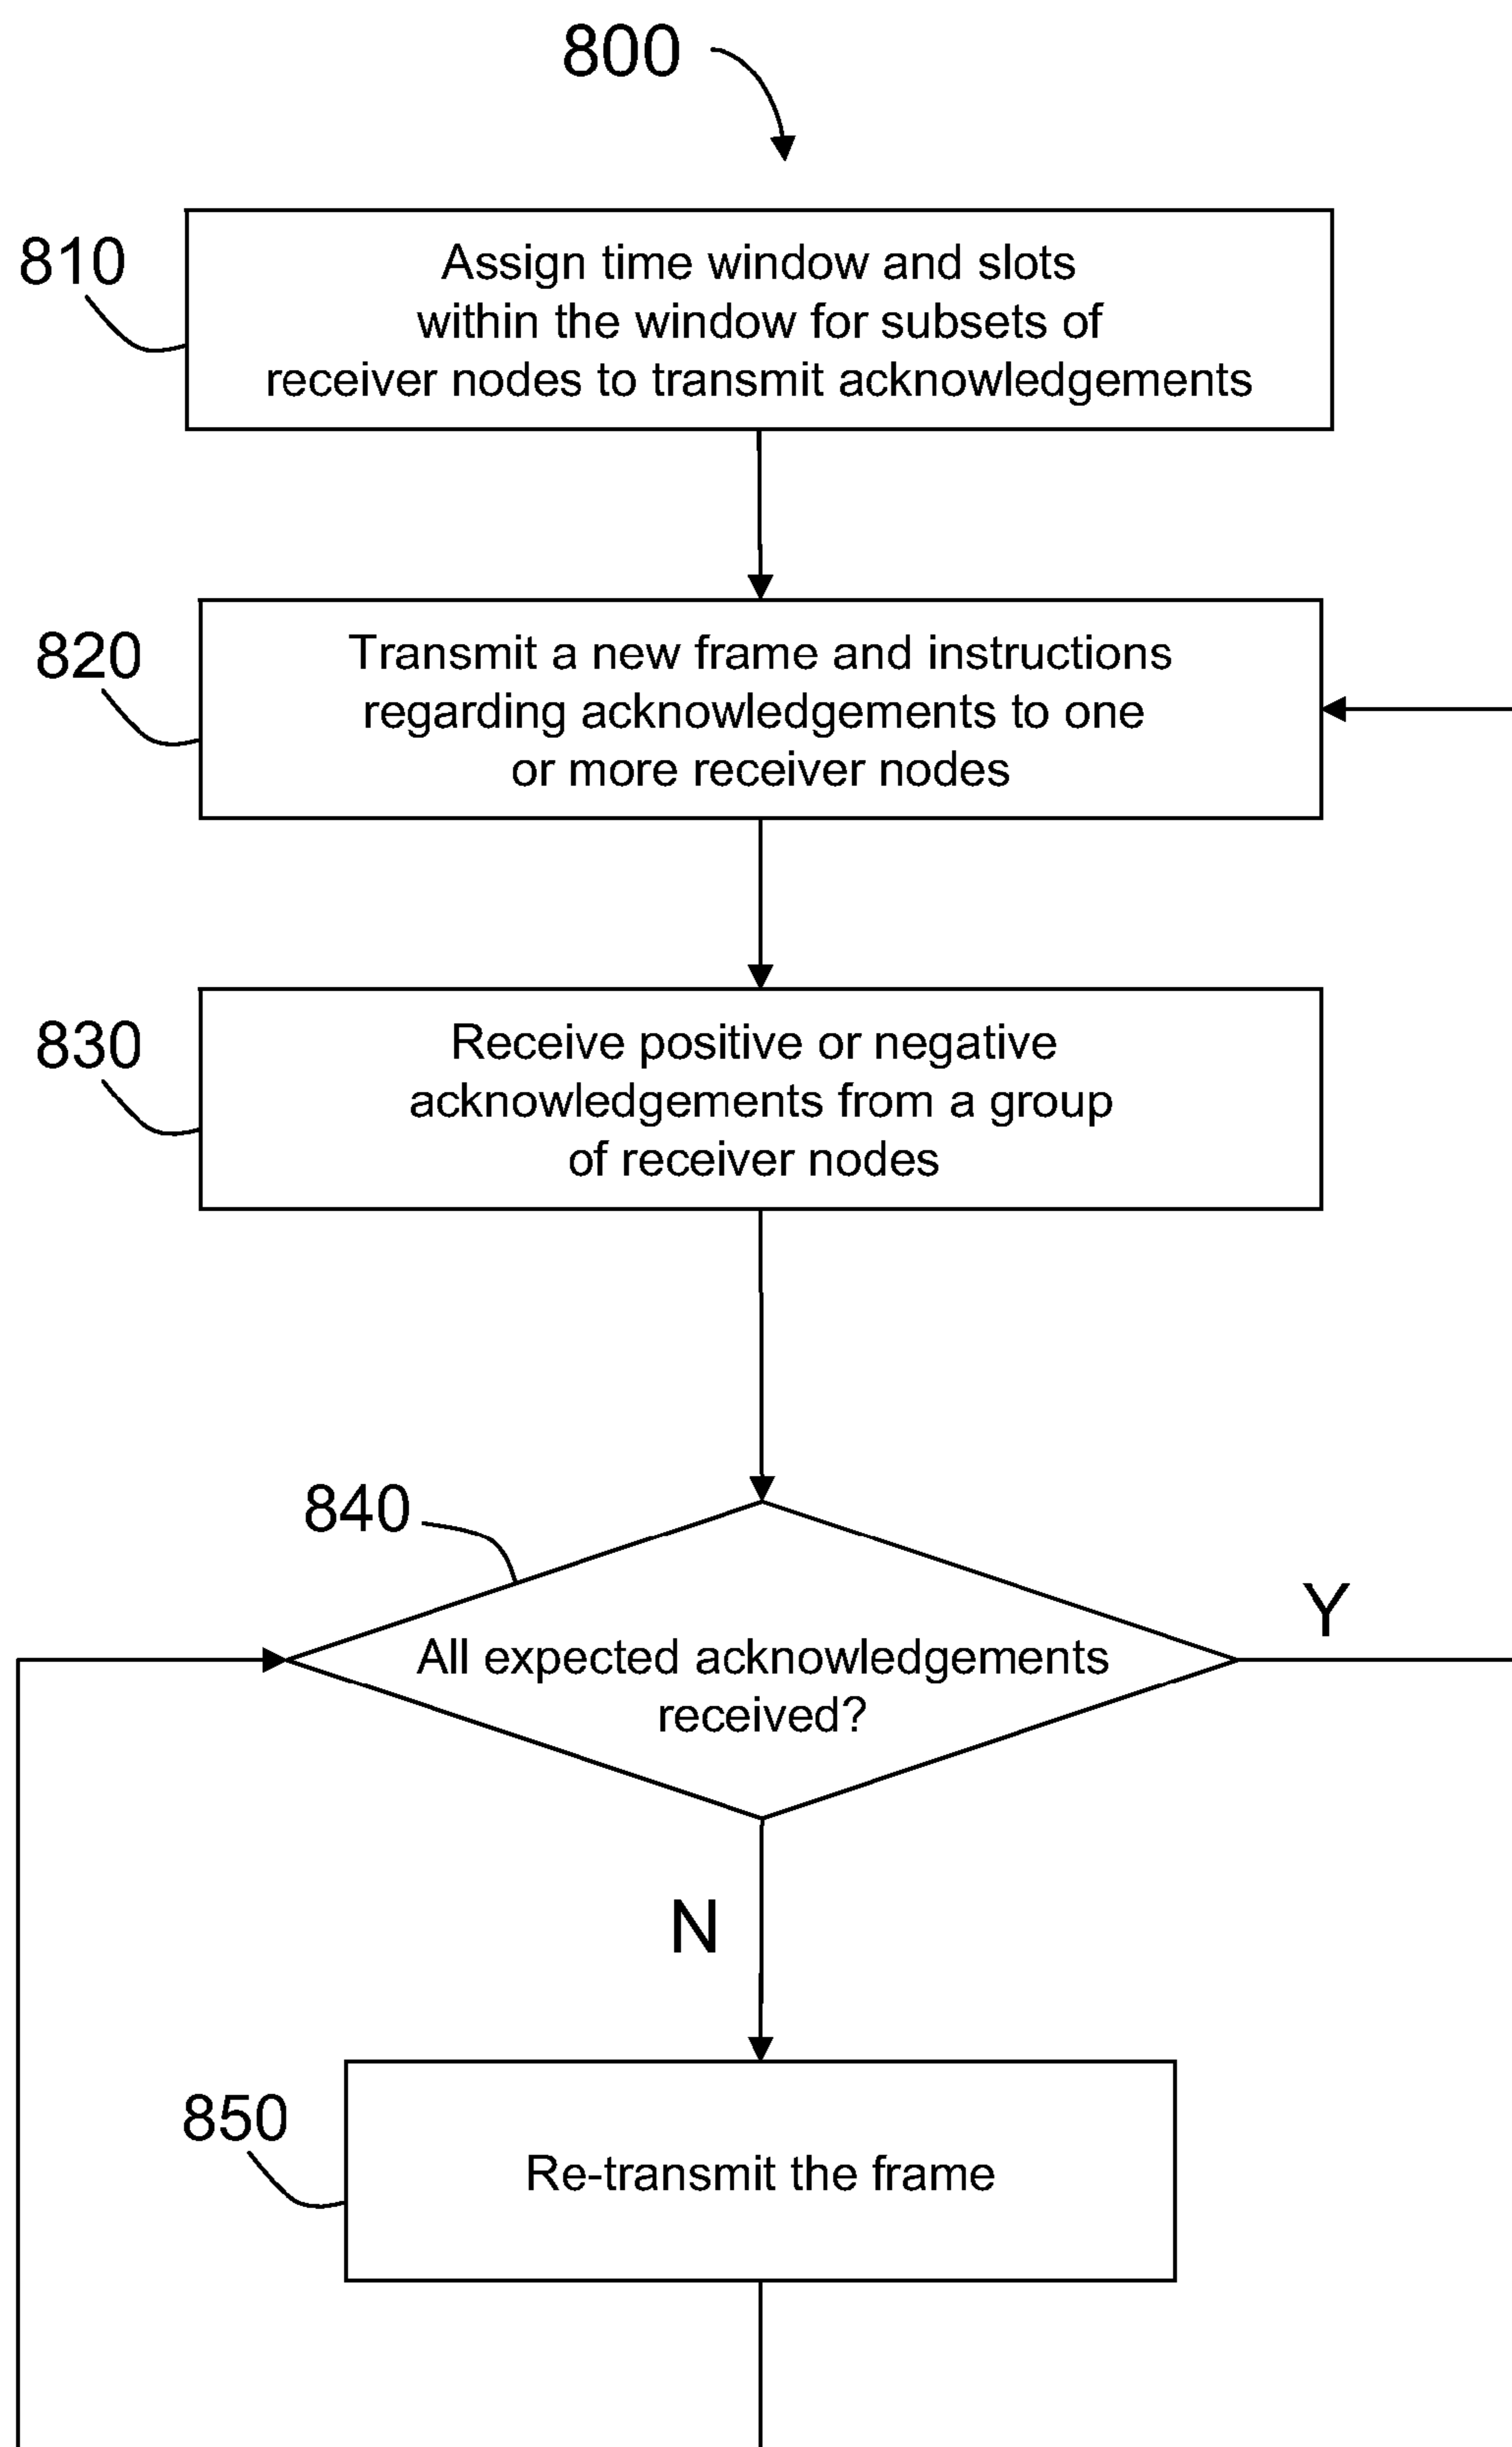 800
810
Assign time window and slots
within the window for subsets of
receiver nodes to transmit acknowledgements
820
Transmit a new frame and instructions
regarding acknowledgements to one
or more receiver nodes
830
Receive positive or negative
acknowledgements from a group
of receiver nodes
840
All expected acknowledgements
received?
Y
N
850
Re-transmit the frame